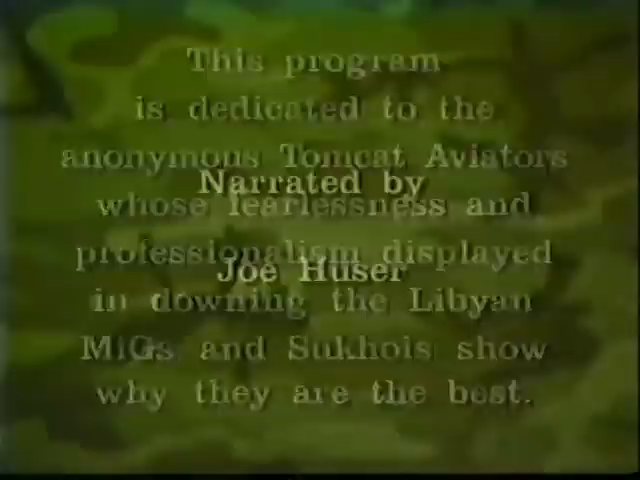 This program
is dedicated to the
anonymous Tomcat Aviators
Narrated by
whose fearlessness and
professionalism displayed
Joe Huser
in downing the Libyan
MiGs and Sukhois show
why they are the best.